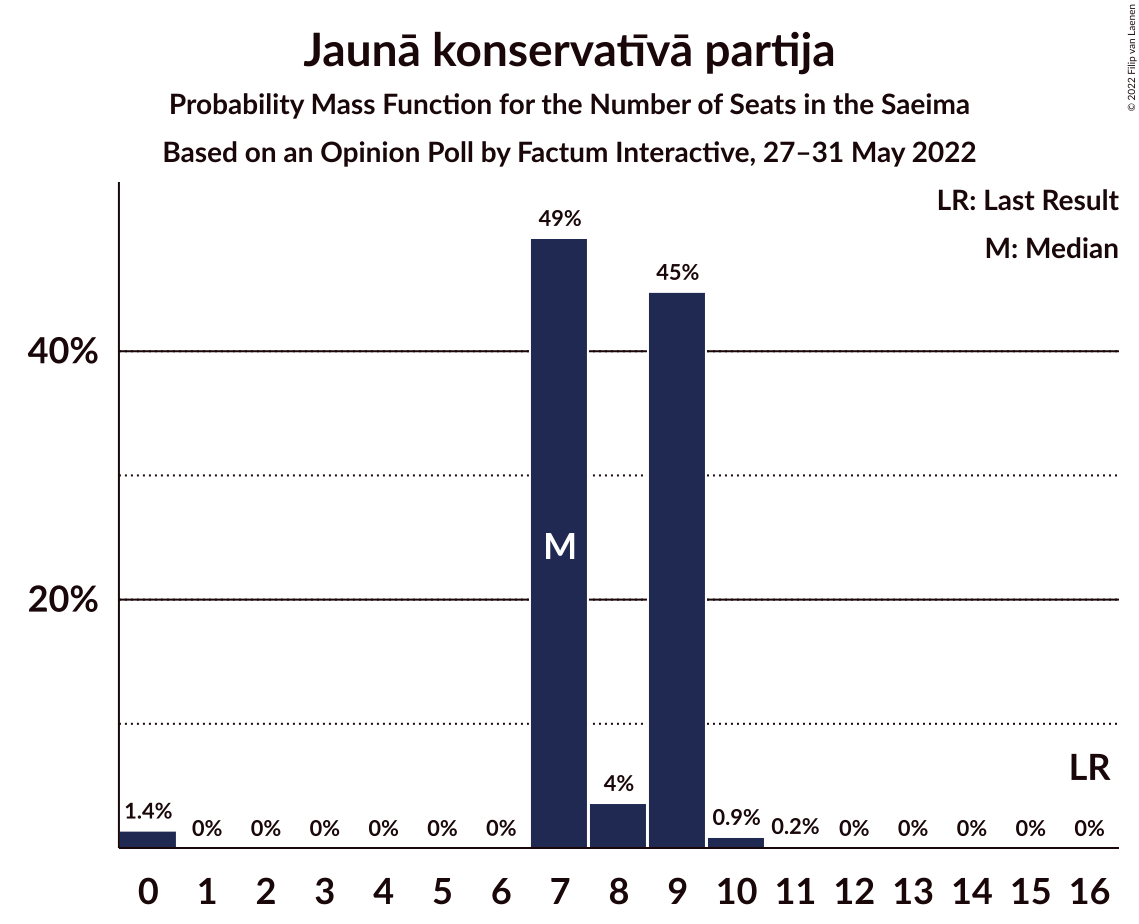 Jaunā konservatīvā partija
Probability Mass Function for the Number of Seats in the Saeima
Based on an Opinion Poll by Factum Interactive, 27–31 May 2022
© 2022 Filip van Laenen
LR: Last Result
M: Median
49%
45%
40%
M
20%
LR
4%
1.4% 0% 0% 0% 0% 0% 0% 0.9% 0.2% 0% 0% 0% 0% 0%
0 1 2 3 4 5 6 7 8 9 10 11 12 13 14 15 16